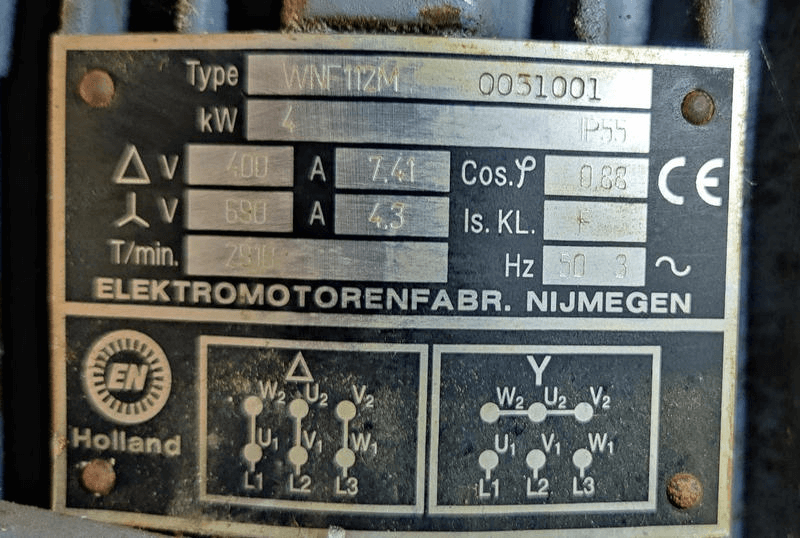 Type WNF112M 0051001
kW 4 IP55
Δ V 400 A 7,41 Cos.φ 0,88 CE
Y V 690 A 4,3 Is. KL. F
T/min. 2910 Hz 50 3 ~
ELEKTROMOTORENFABR. NIJMEGEN
EN
Holland
Δ
W2 U2 V2
U1 V1 W1
L1 L2 L3
Y
W2 U2 V2
U1 V1 W1
L1 L2 L3